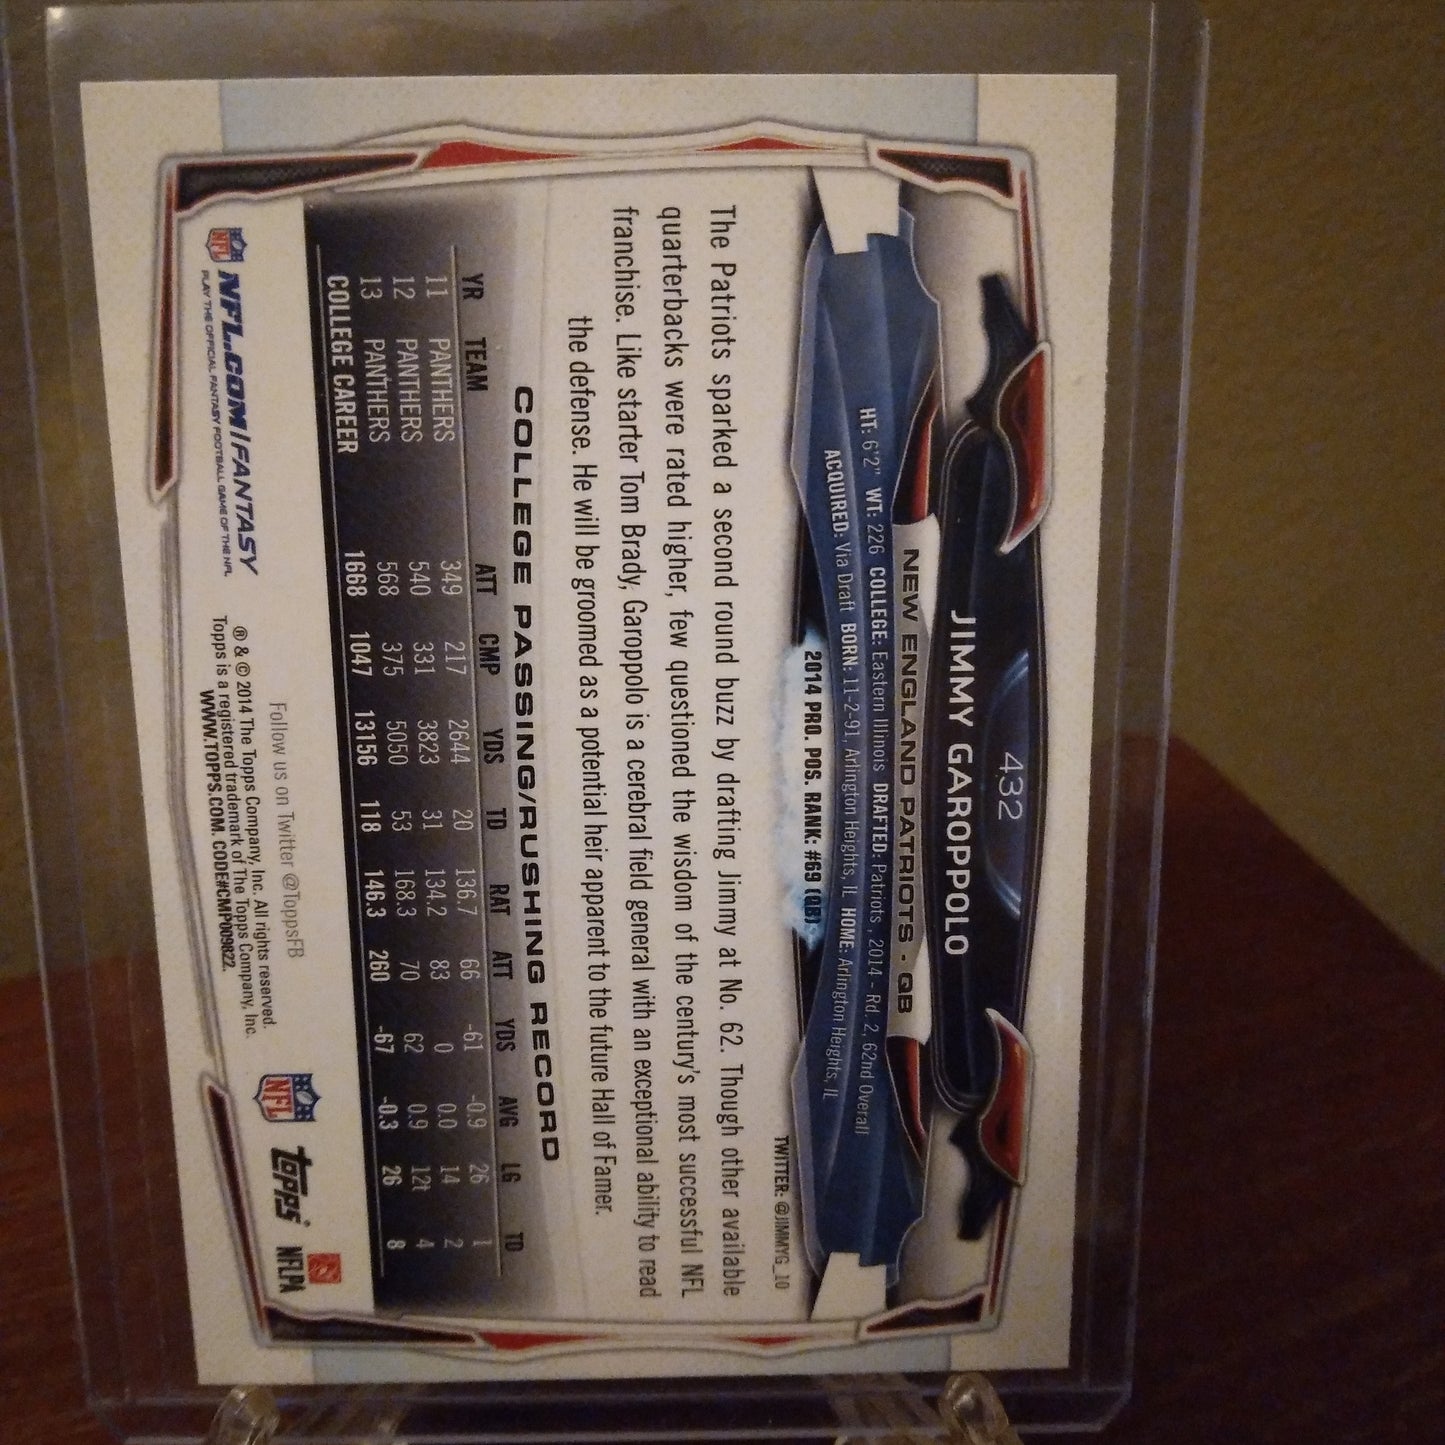 432
JIMMY GAROPPOLO
NEW ENGLAND PATRIOTS - QB
HT: 6'2" WT: 226 COLLEGE: Eastern Illinois DRAFTED: Patriots , 2014 - Rd. 2, 62nd Overall
ACQUIRED: Via Draft BORN: 11-2-91, Arlington Heights, IL HOME: Arlington Heights, IL
2014 PRO. POS. RANK: #69 (QB)
TWITTER: @JIMMYG_10
The Patriots sparked a second round buzz by drafting Jimmy at No. 62. Though other available
quarterbacks were rated higher, few questioned the wisdom of the century's most successful NFL
franchise. Like starter Tom Brady, Garoppolo is a cerebral field general with an exceptional ability to read
the defense. He will be groomed as a potential heir apparent to the future Hall of Famer.
COLLEGE PASSING/RUSHING RECORD
YR TEAM ATT CMP YDS TD RAT ATT YDS AVG LG TD
11 PANTHERS 349 217 2644 20 136.7 66 -61 -0.9 26 1
12 PANTHERS 540 331 3823 31 134.2 83 0 0.0 14 2
13 PANTHERS 568 375 5050 53 168.3 70 62 0.9 12t 4
COLLEGE CAREER 1668 1047 13156 118 146.3 260 -67 -0.3 26 8
NFL NFL.COM/FANTASY
PLAY THE OFFICIAL FANTASY FOOTBALL GAME OF THE NFL
Follow us on Twitter @ToppsFB
® & © 2014 The Topps Company, Inc. All rights reserved.
Topps is a registered trademark of The Topps Company, Inc.
WWW.TOPPS.COM. CODE#CMP009822.
NFL
topps®
NFLPA